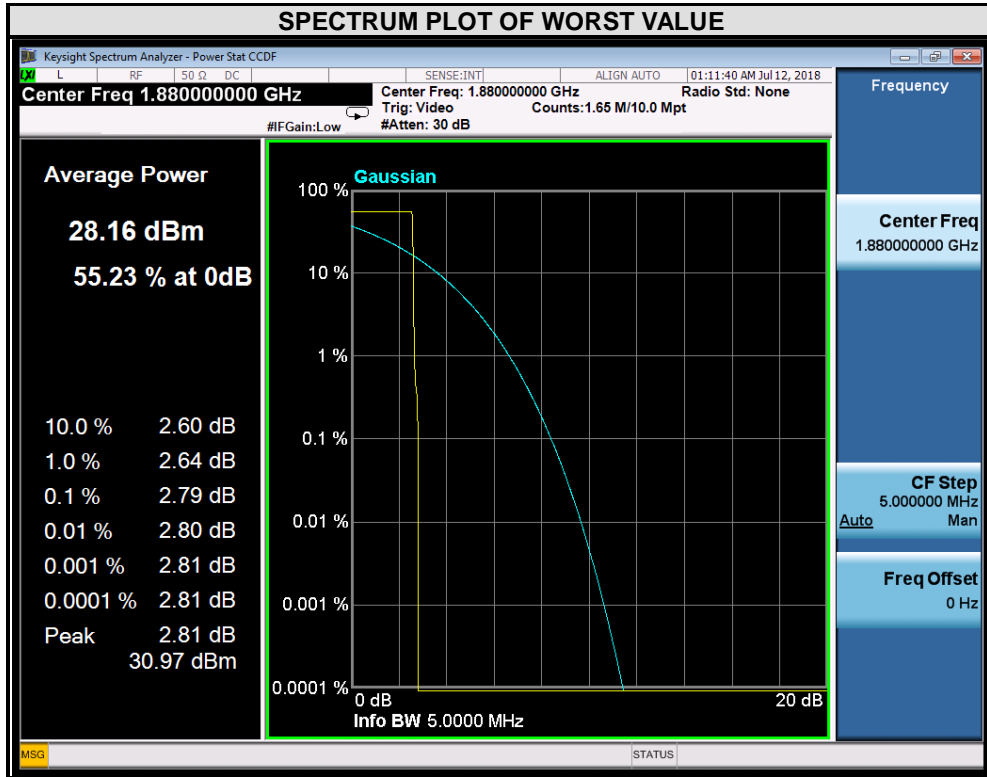 SPECTRUM PLOT OF WORST VALUE
Keysight Spectrum Analyzer - Power Stat CCDF
LXI L RF 50 Ω DC SENSE:INT ALIGN AUTO 01:11:40 AM Jul 12, 2018
Center Freq 1.880000000 GHz
#IFGain:Low
Center Freq: 1.880000000 GHz
Trig: Video
#Atten: 30 dB
Counts:1.65 M/10.0 Mpt
Radio Std: None
Average Power
28.16 dBm
55.23 % at 0dB
10.0 % 2.60 dB
1.0 % 2.64 dB
0.1 % 2.79 dB
0.01 % 2.80 dB
0.001 % 2.81 dB
0.0001 % 2.81 dB
Peak 2.81 dB
30.97 dBm
Gaussian
100 %
10 %
1 %
0.1 %
0.01 %
0.001 %
0.0001 %
0 dB 20 dB
Info BW 5.0000 MHz
Frequency
Center Freq
1.880000000 GHz
CF Step
5.000000 MHz
Auto Man
Freq Offset
0 Hz
MSG STATUS